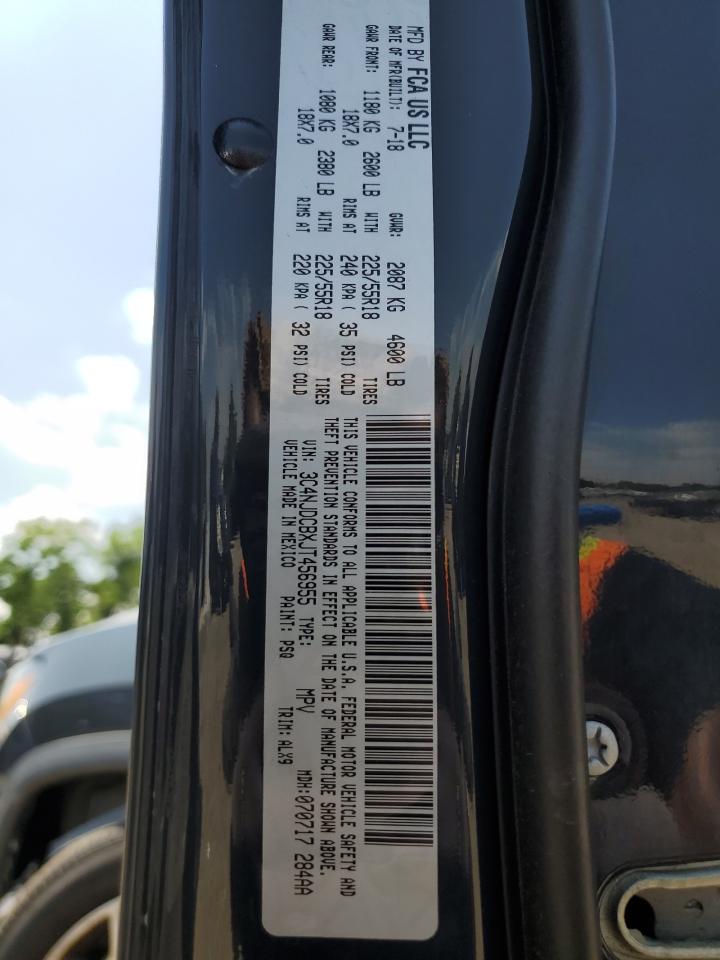 MFD BY FCA US LLC
DATE OF MFR(BUILT): 7-18 GVWR: 2087 KG 4600 LB
GAWR FRONT: 1180 KG 2600 LB WITH 225/55R18 TIRES
18X7.0 RIMS AT 240 KPA ( 35 PSI) COLD
GAWR REAR: 1080 KG 2380 LB WITH 225/55R18 TIRES
18X7.0 RIMS AT 220 KPA ( 32 PSI) COLD
THIS VEHICLE CONFORMS TO ALL APPLICABLE U.S.A. FEDERAL MOTOR VEHICLE SAFETY AND
THEFT PREVENTION STANDARDS IN EFFECT ON THE DATE OF MANUFACTURE SHOWN ABOVE.
VIN: 3C4NJDCBXJT456955 TYPE: MPV MDH:070717 284AA
VEHICLE MADE IN MEXICO PAINT: PSQ TRIM: ALX9